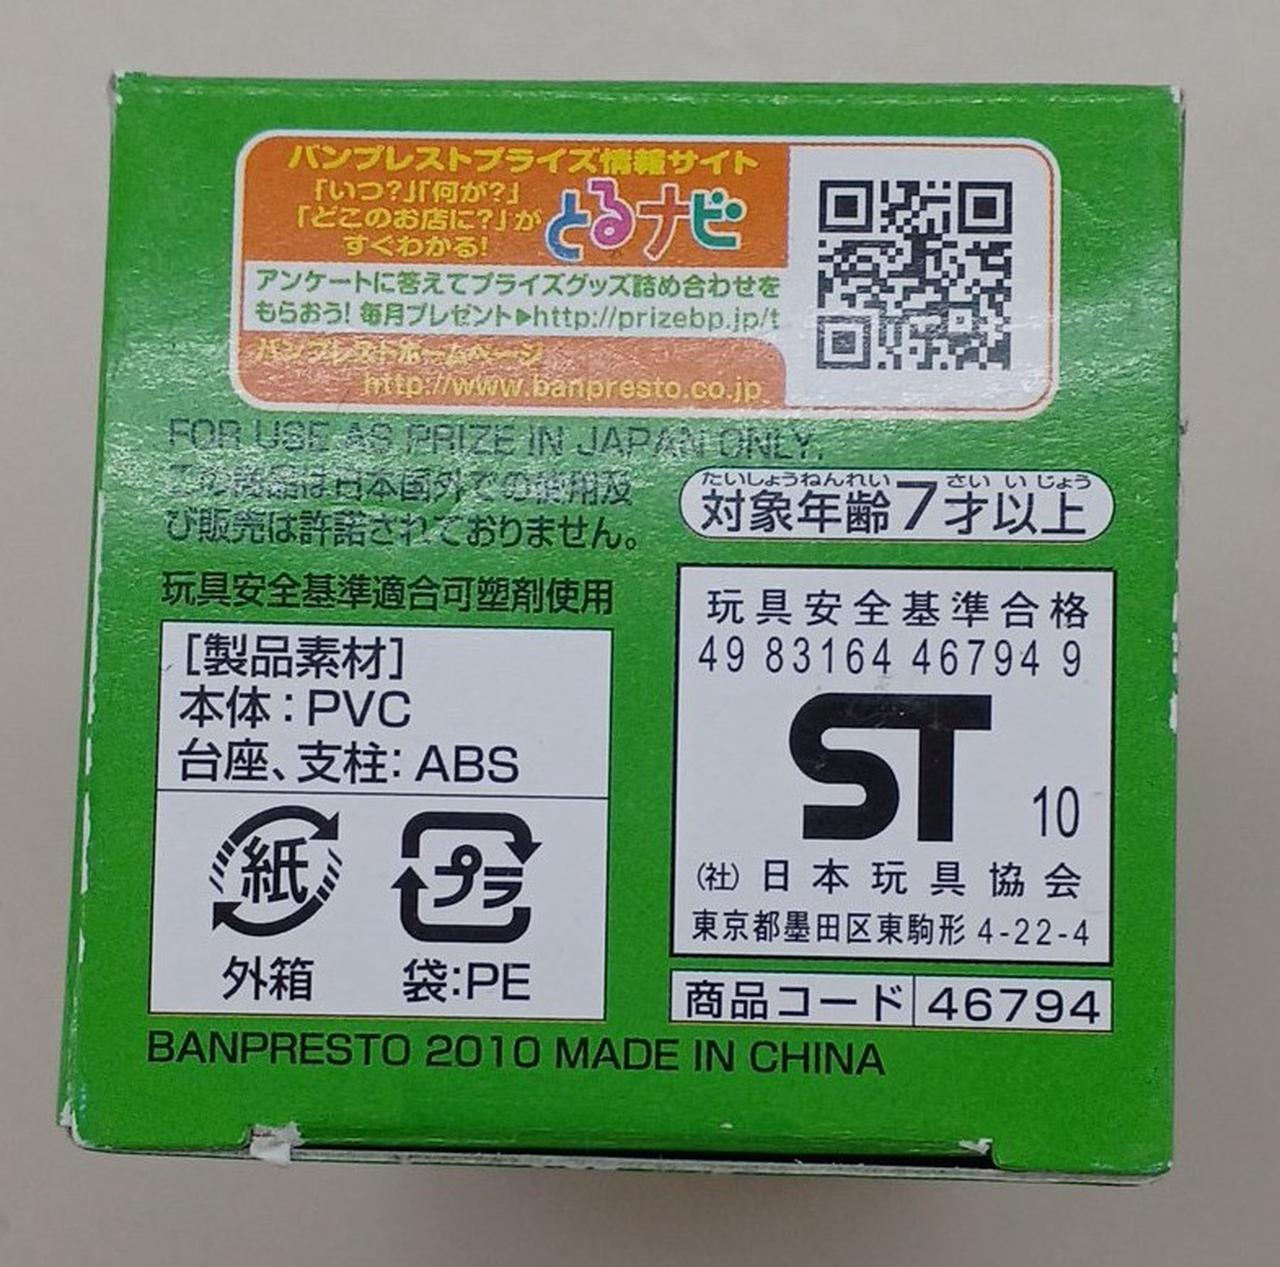 バンプレストプライズ情報サイト
「いつ?」「何が?」
「どこのお店に?」が
すぐわかる!
とるナビ
アンケートに答えてプライズグッズ詰め合わせを
もらおう! 毎月プレゼント▶http://prizebp.jp/t
バンプレストホームページ
http://www.banpresto.co.jp
FOR USE AS PRIZE IN JAPAN ONLY.
この商品は日本国外での使用及
び販売は許諾されておりません。
たいしょうねんれい さい いじょう
対象年齢7才以上
玩具安全基準適合可塑剤使用
[製品素材]
本体:PVC
台座、支柱:ABS
紙
プラ
外箱
袋:PE
玩具安全基準合格
49 83164 46794 9
ST
10
(社)日本玩具協会
東京都墨田区東駒形 4-22-4
商品コード 46794
BANPRESTO 2010 MADE IN CHINA